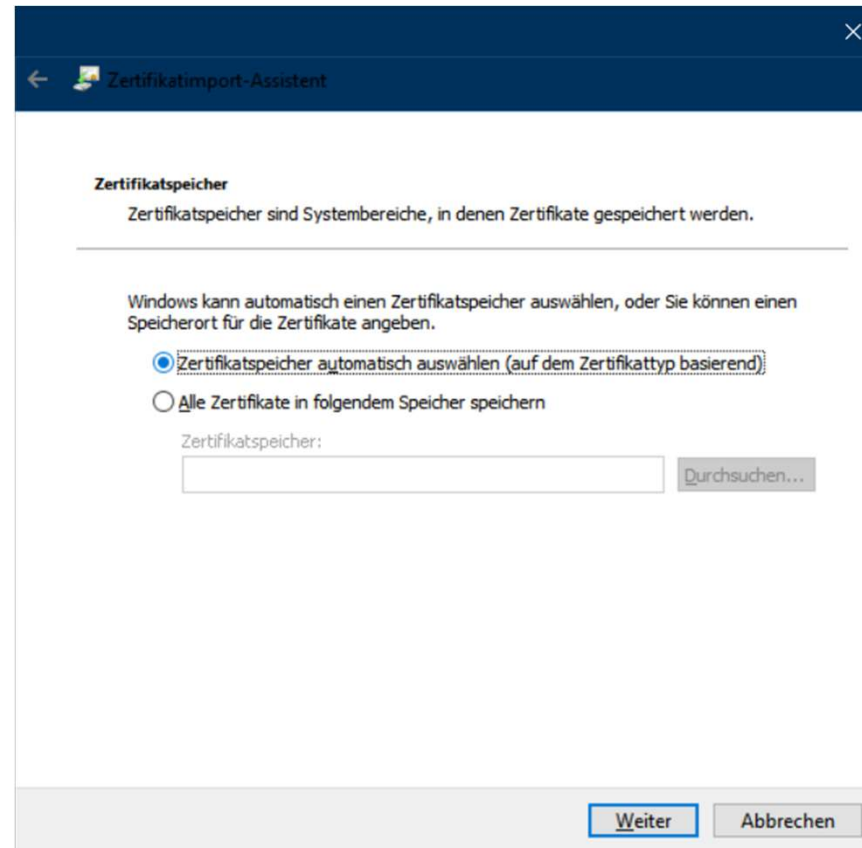 Zertifikatimport-Assistent
Zertifikatspeicher
Zertifikatspeicher sind Systembereiche, in denen Zertifikate gespeichert werden.
Windows kann automatisch einen Zertifikatspeicher auswählen, oder Sie können einen
Speicherort für die Zertifikate angeben.
Zertifikatspeicher automatisch auswählen (auf dem Zertifikattyp basierend)
Alle Zertifikate in folgendem Speicher speichern
Zertifikatspeicher:
Durchsuchen...
Weiter Abbrechen